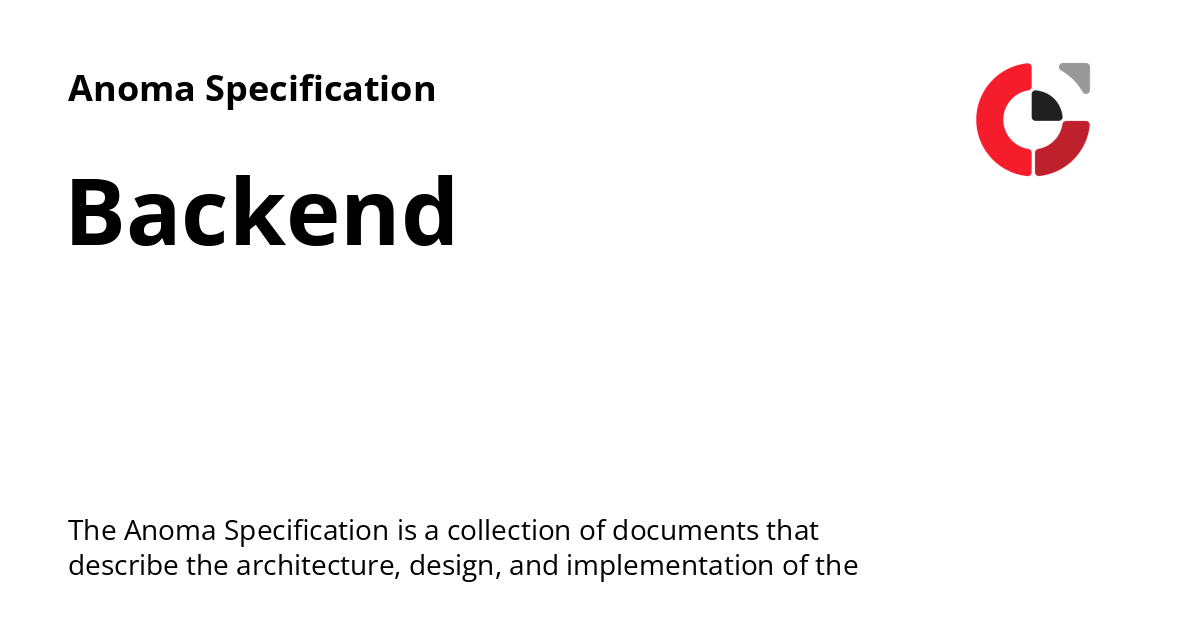 Anoma Specification
Backend
The Anoma Specification is a collection of documents that
describe the architecture, design, and implementation of the